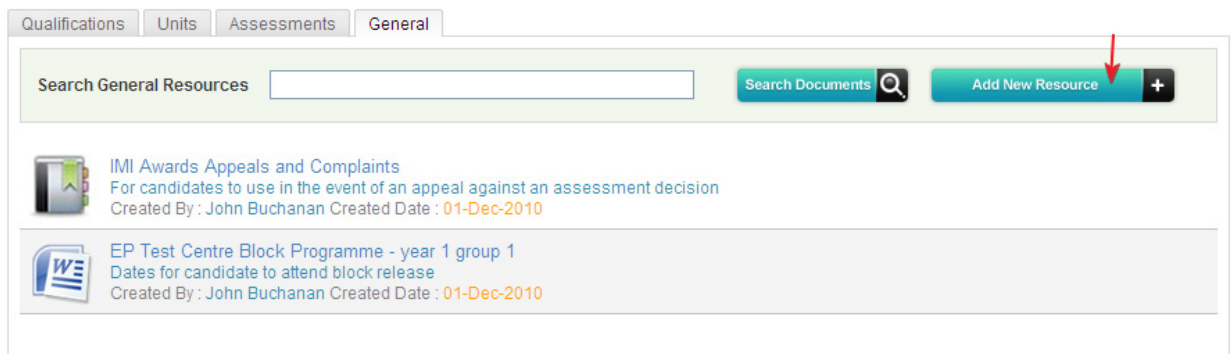 Qualifications Units Assessments General
Search General Resources Search Documents Add New Resource +
IMI Awards Appeals and Complaints
For candidates to use in the event of an appeal against an assessment decision
Created By : John Buchanan Created Date : 01-Dec-2010
W
EP Test Centre Block Programme - year 1 group 1
Dates for candidate to attend block release
Created By : John Buchanan Created Date : 01-Dec-2010